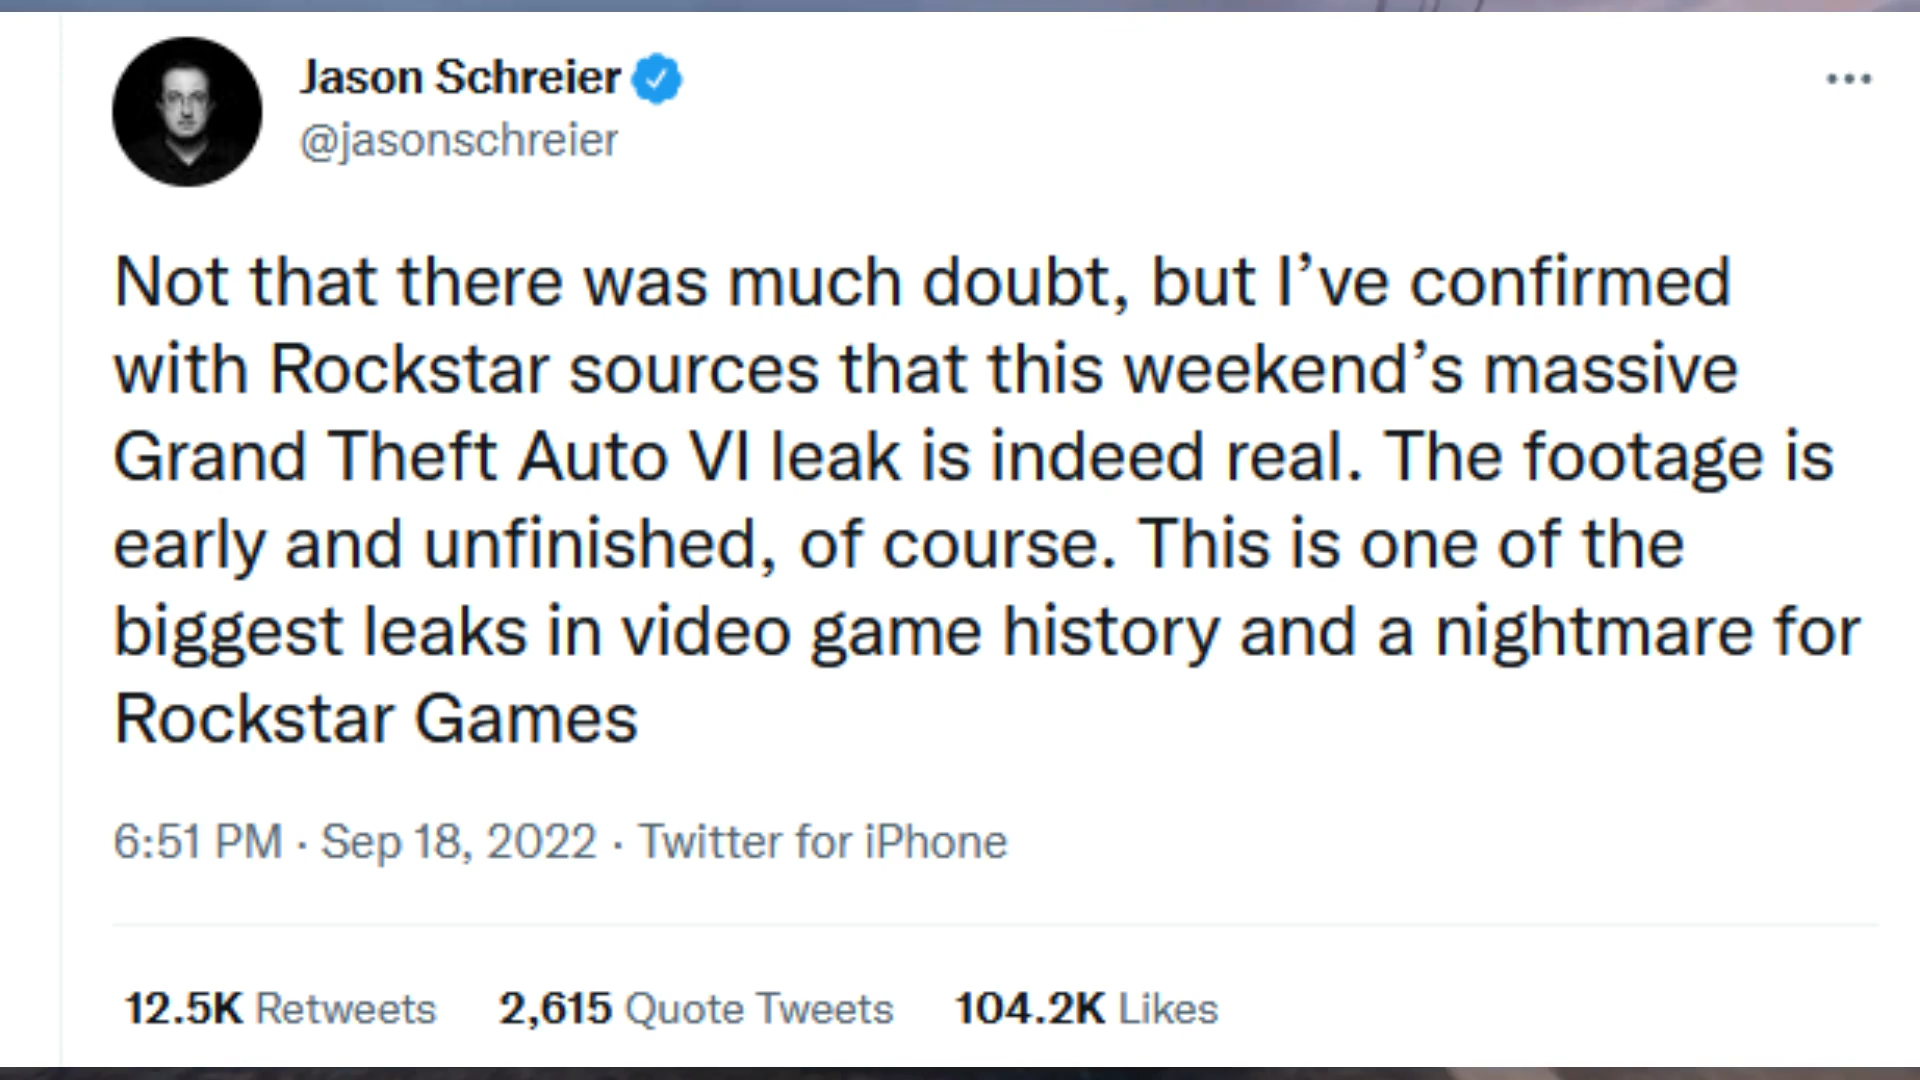 Jason Schreier
@jasonschreier
Not that there was much doubt, but I’ve confirmed
with Rockstar sources that this weekend’s massive
Grand Theft Auto VI leak is indeed real. The footage is
early and unfinished, of course. This is one of the
biggest leaks in video game history and a nightmare for
Rockstar Games
6:51 PM · Sep 18, 2022 · Twitter for iPhone
12.5K Retweets 2,615 Quote Tweets 104.2K Likes